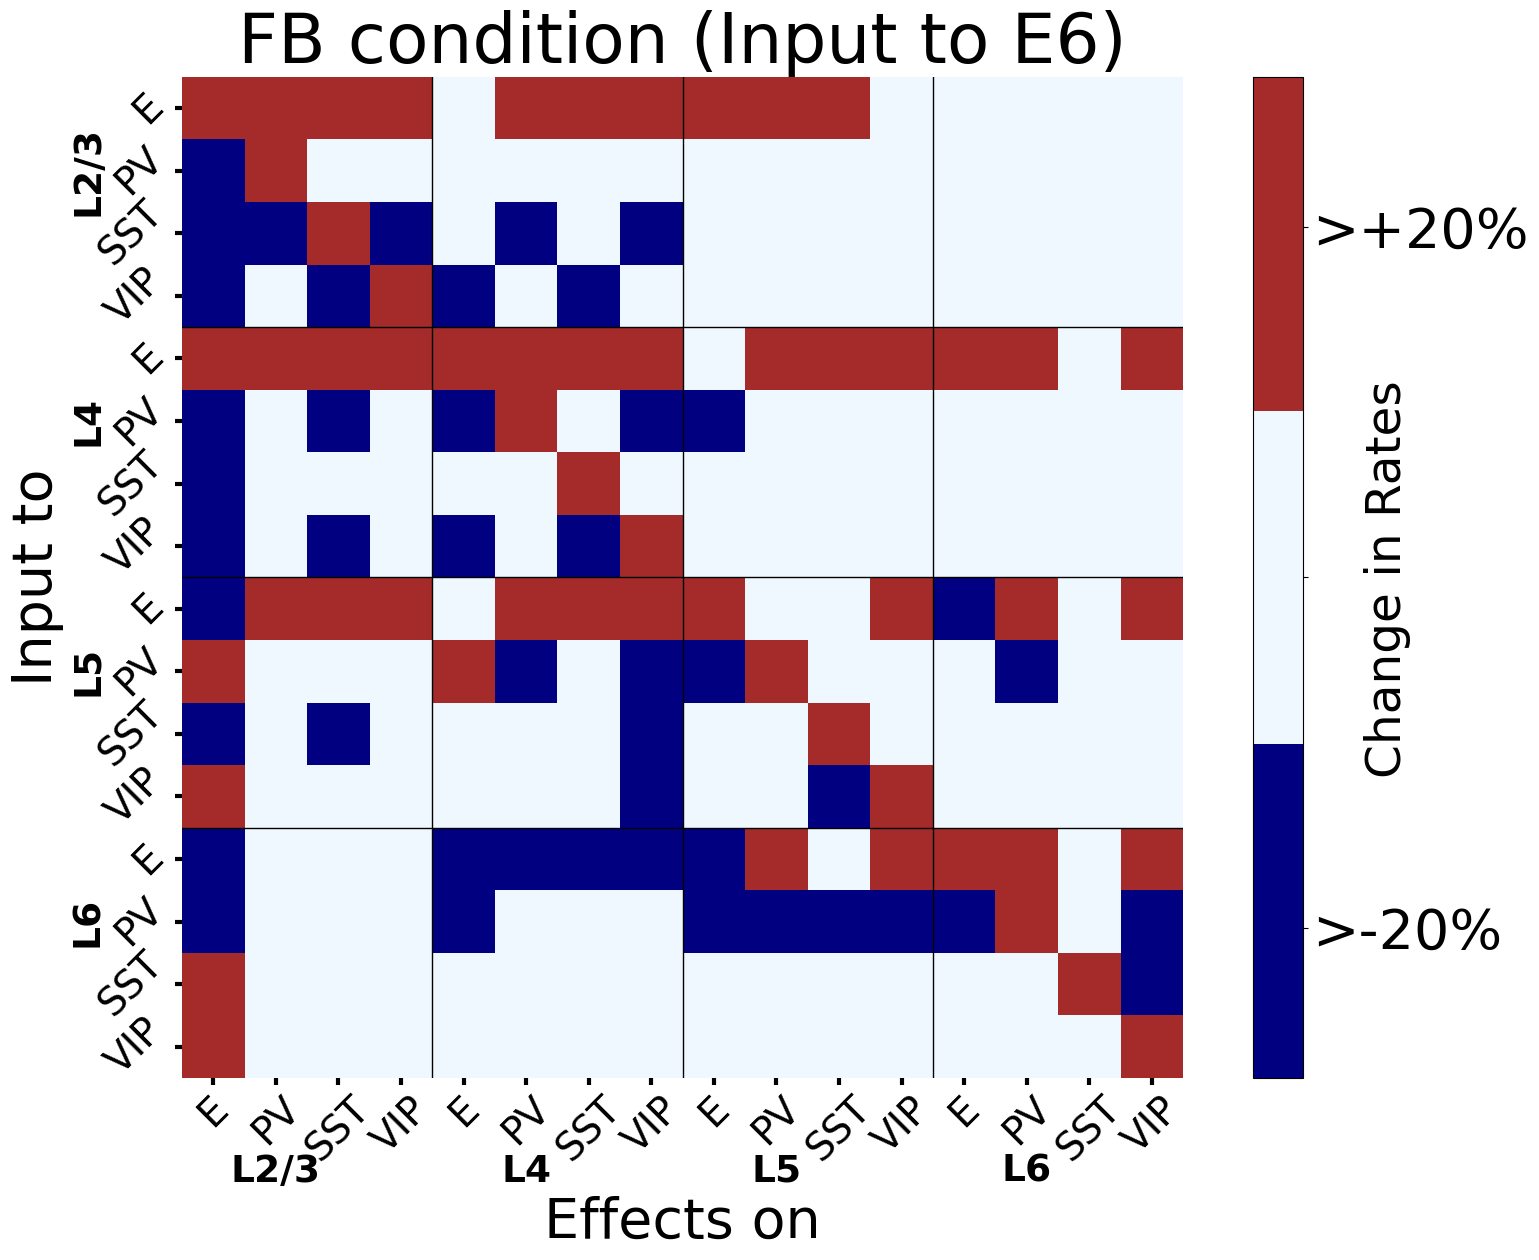 FB condition (Input to E6)
Input to
L2/3
E
PV
SST
VIP
L4
E
PV
SST
VIP
L5
E
PV
SST
VIP
L6
E
PV
SST
VIP
E PV SST VIP E PV SST VIP E PV SST VIP E PV SST VIP
L2/3 L4 L5 L6
Effects on
>+20%
>-20%
Change in Rates